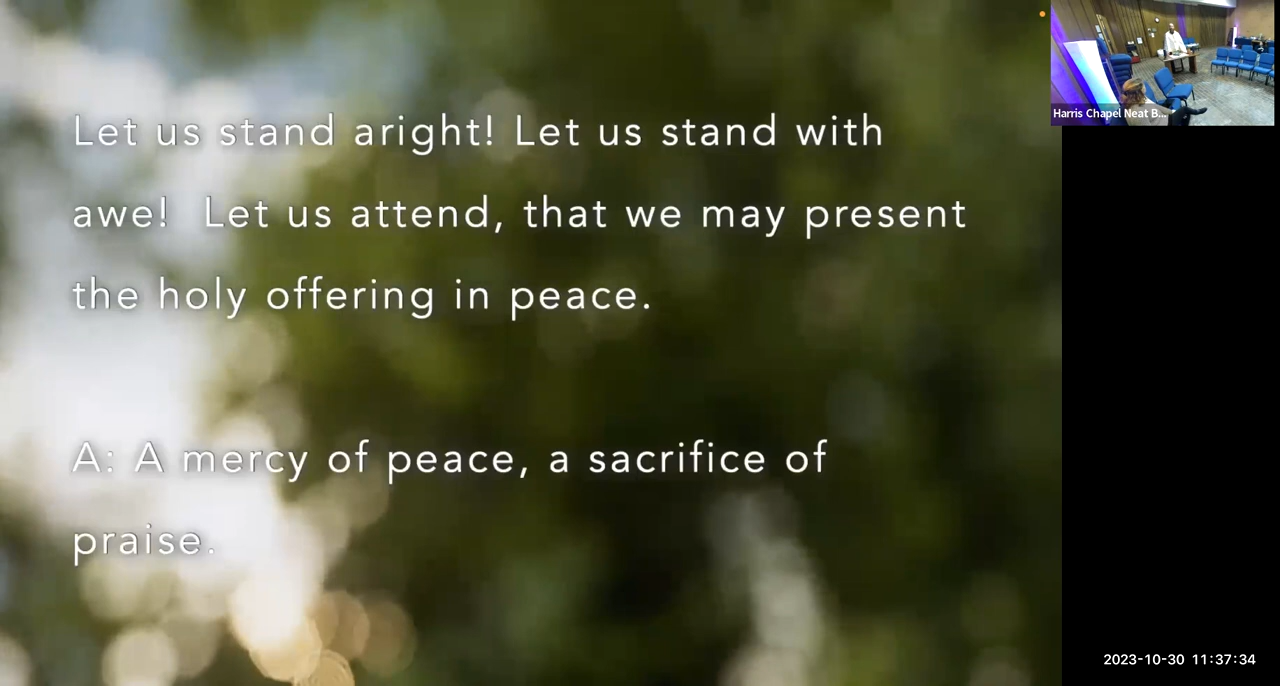 Let us stand aright! Let us stand with
awe!  Let us attend, that we may present
the holy offering in peace.
A: A mercy of peace, a sacrifice of
praise.
Harris Chapel Neat B...
2023-10-30 11:37:34